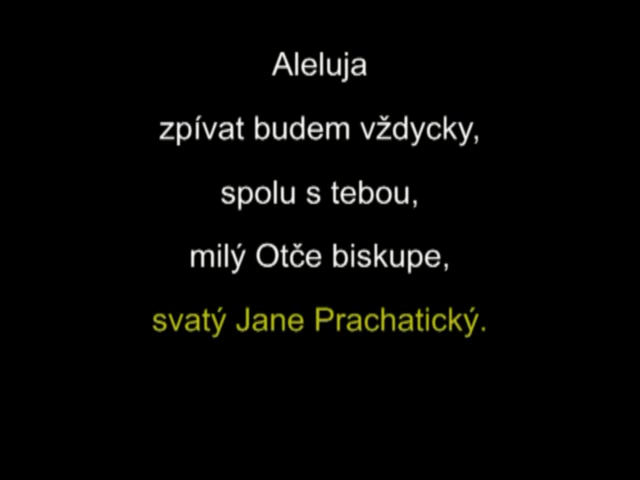 Aleluja
zpívat budem vždycky,
spolu s tebou,
milý Otče biskupe,
svatý Jane Prachatický.